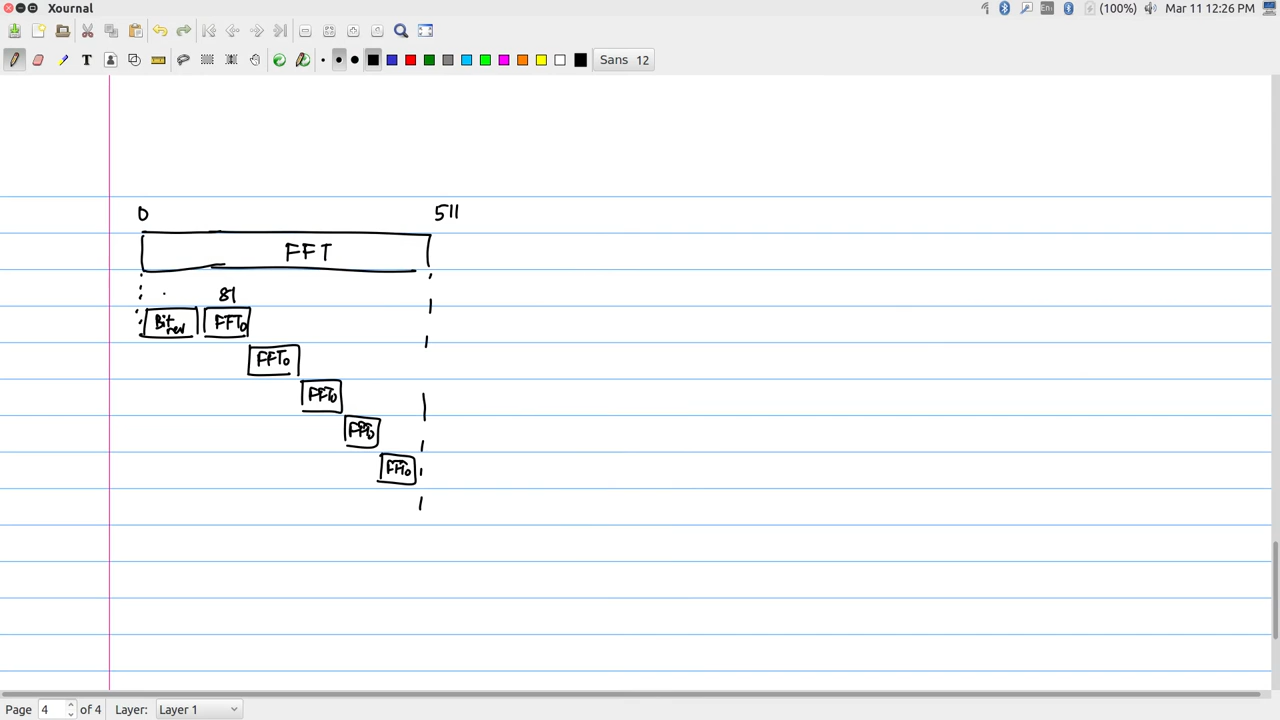 Xournal
En (100%) Mar 11 12:26 PM
T Sans 12
0 511
FFT
81
Bit rev FFT0
FFT0
FFT0
FFT0
FFT0
Page 4 of 4 Layer: Layer 1